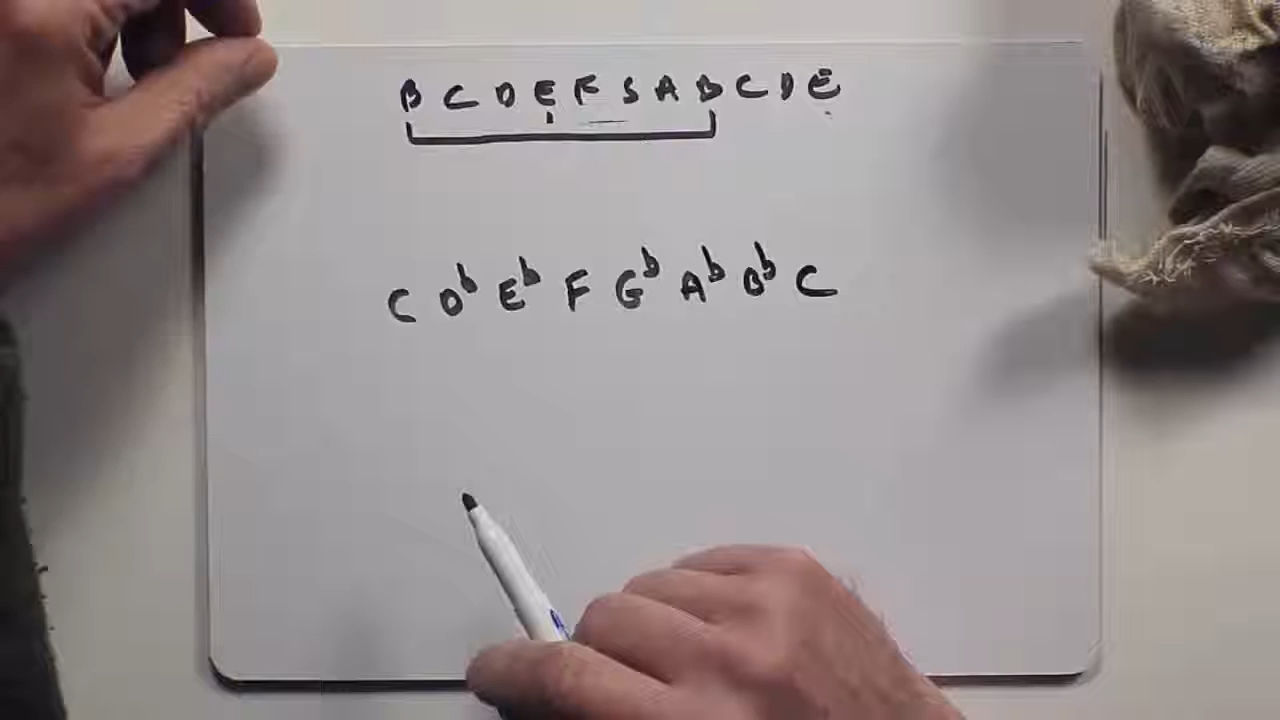 B C D E F G A B C D E
C D♭ E♭ F G♭ A♭ B♭ C